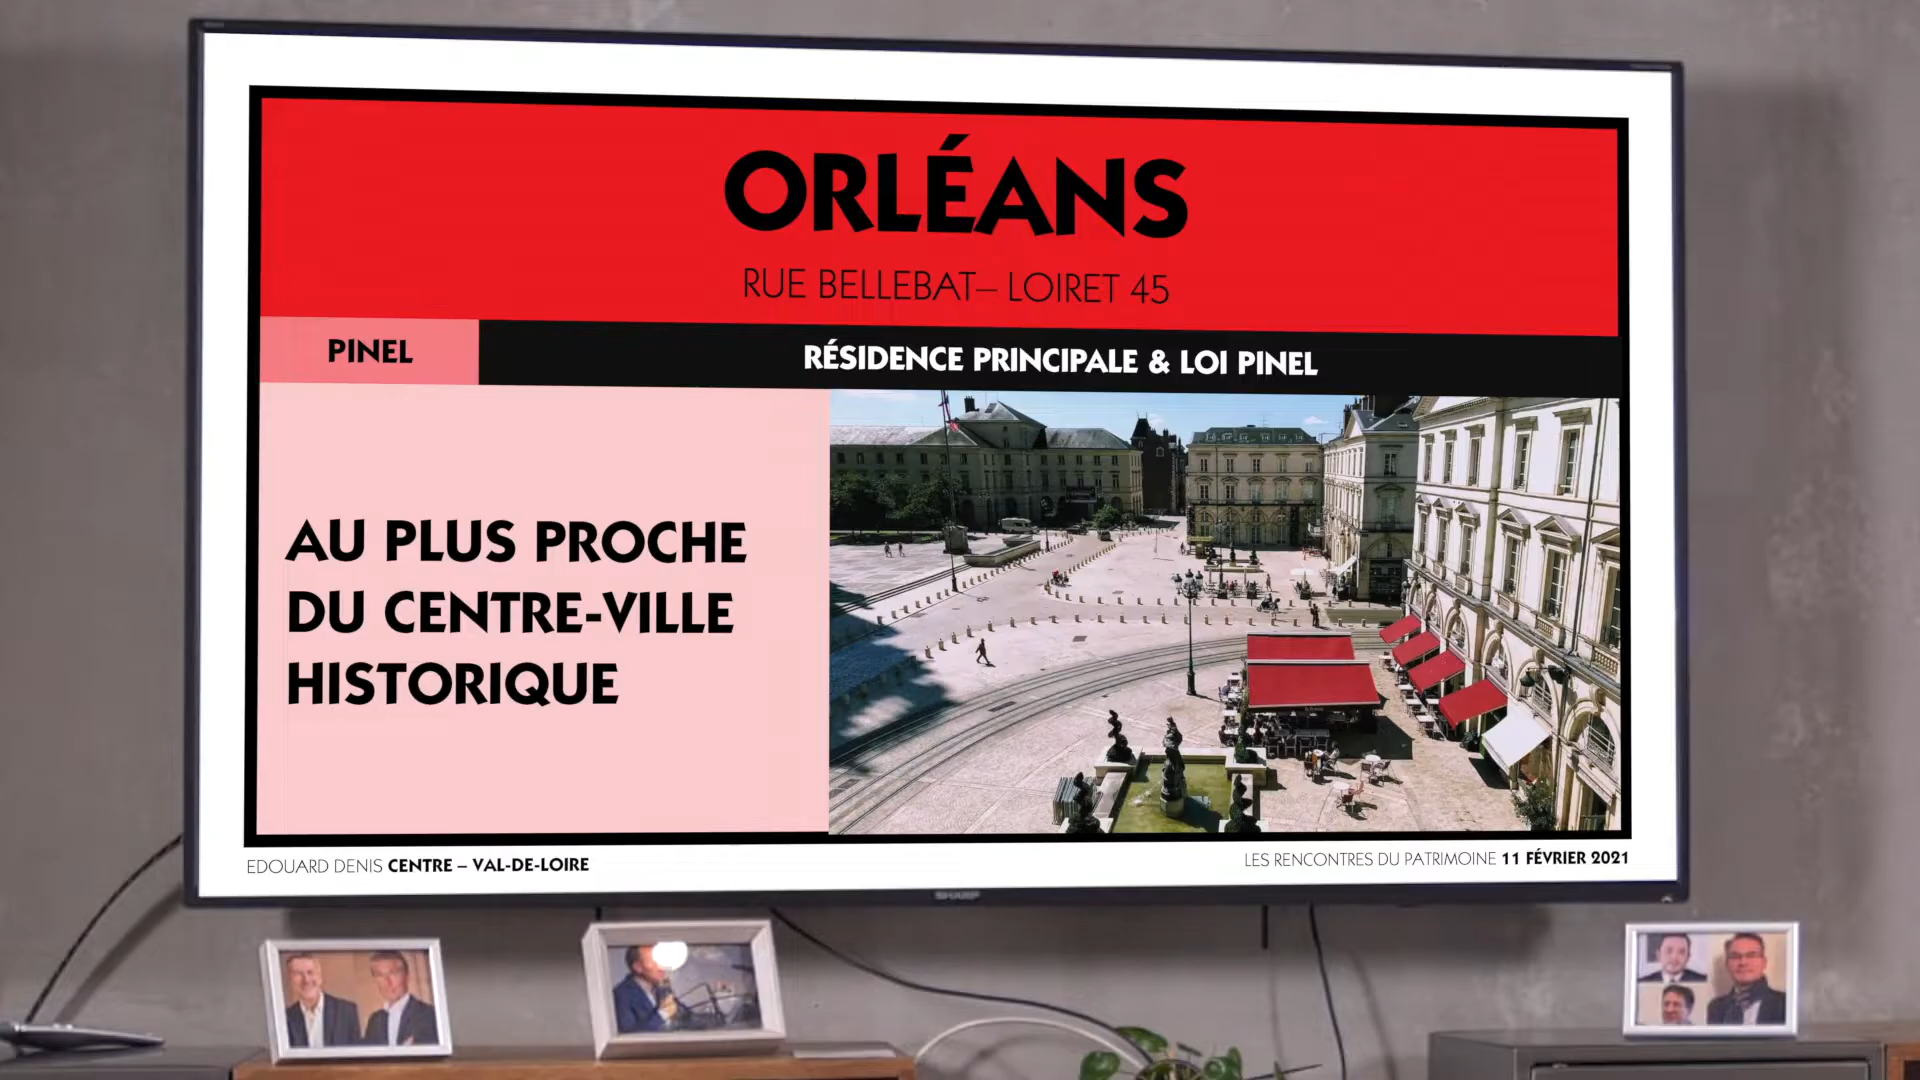 ORLÉANS
RUE BELLEBAT– LOIRET 45
PINEL
RÉSIDENCE PRINCIPALE & LOI PINEL
AU PLUS PROCHE
DU CENTRE-VILLE
HISTORIQUE
EDOUARD DENIS CENTRE – VAL-DE-LOIRE
LES RENCONTRES DU PATRIMOINE 11 FÉVRIER 2021
SHARP